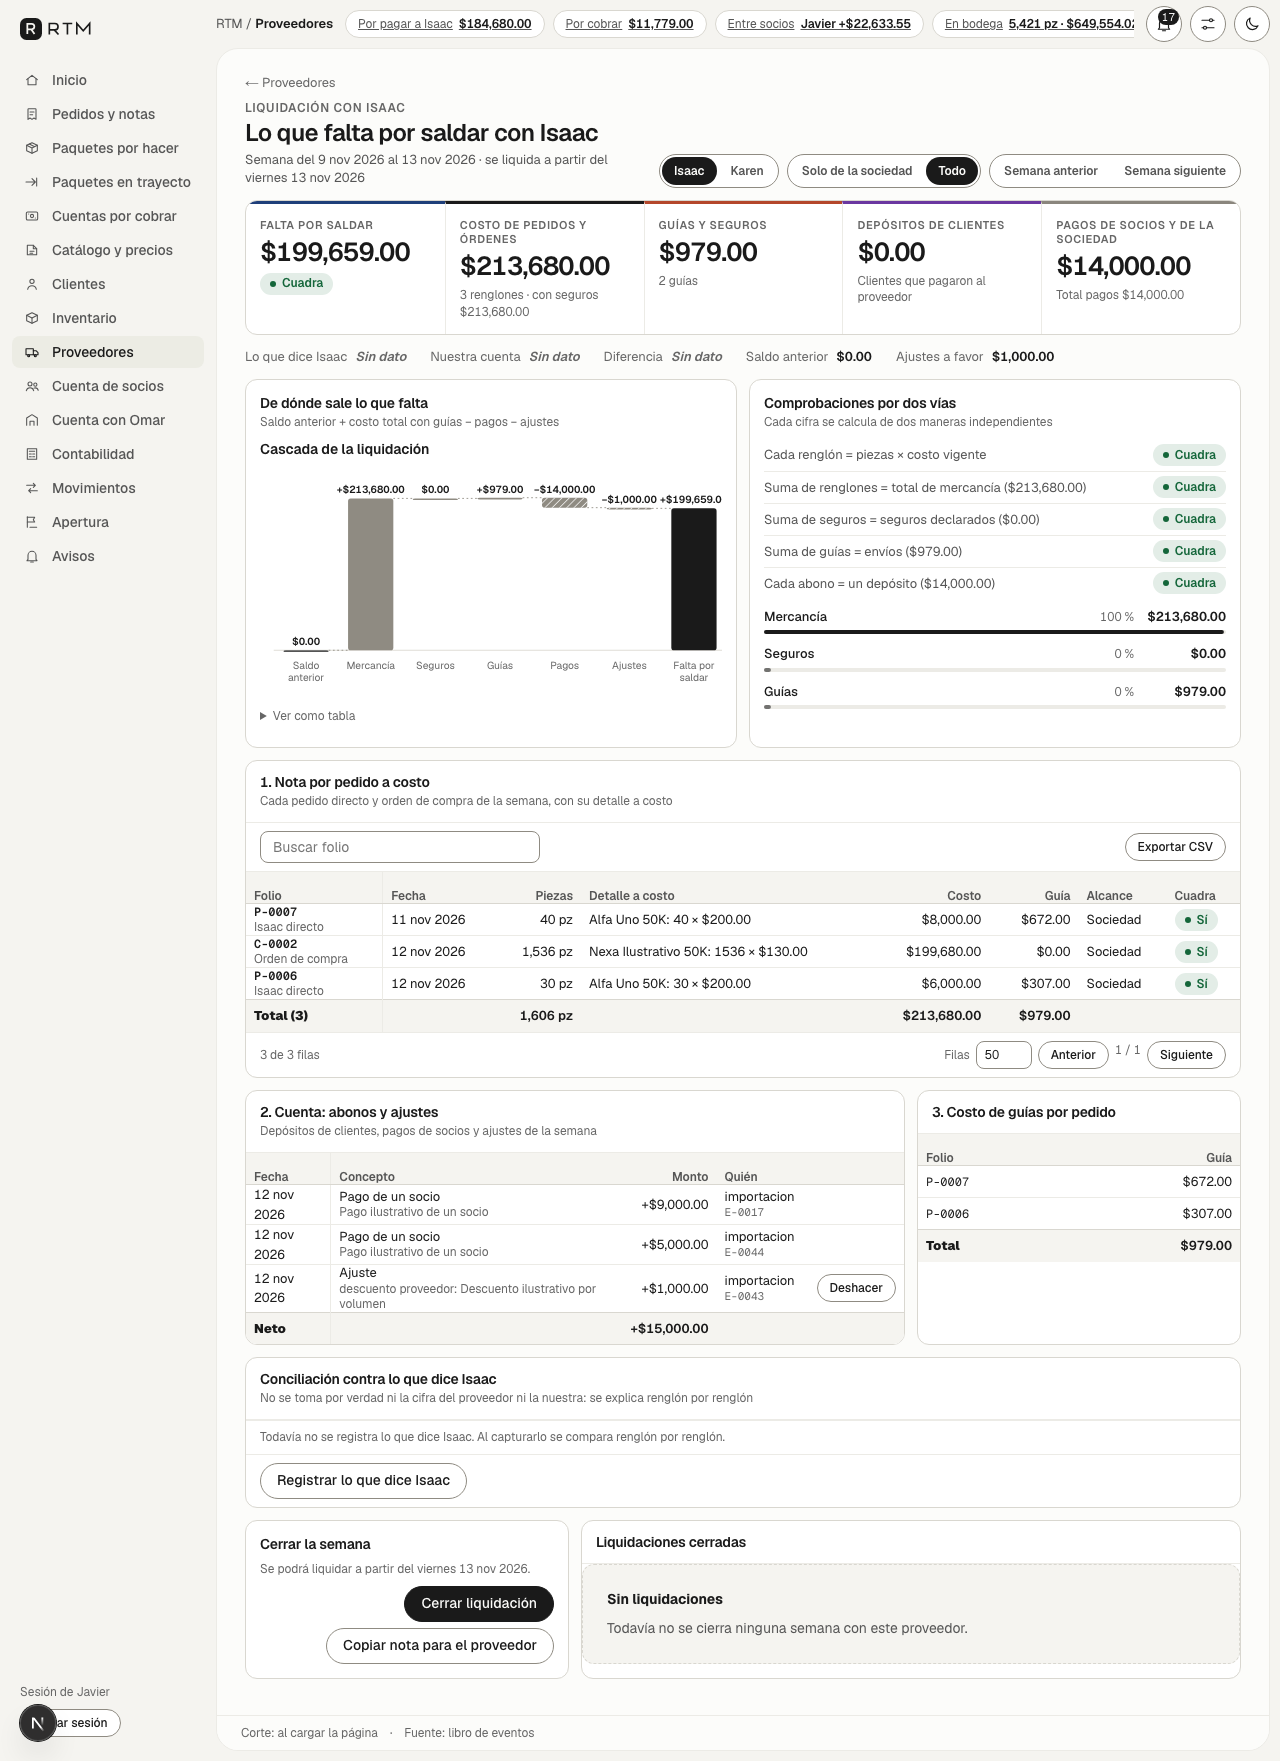 R RTM
RTM / Proveedores
Por pagar a Isaac $184,680.00
Por cobrar $11,779.00
Entre socios Javier +$22,633.55
En bodega 5,421 pz · $649,554.02
17
Inicio
Pedidos y notas
Paquetes por hacer
Paquetes en trayecto
Cuentas por cobrar
Catálogo y precios
Clientes
Inventario
Proveedores
Cuenta de socios
Cuenta con Omar
Contabilidad
Movimientos
Apertura
Avisos
← Proveedores
LIQUIDACIÓN CON ISAAC
Lo que falta por saldar con Isaac
Semana del 9 nov 2026 al 13 nov 2026 · se liquida a partir del
viernes 13 nov 2026
Isaac Karen
Solo de la sociedad Todo
Semana anterior Semana siguiente
FALTA POR SALDAR
$199,659.00
Cuadra
COSTO DE PEDIDOS Y
ÓRDENES
$213,680.00
3 renglones · con seguros
$213,680.00
GUÍAS Y SEGUROS
$979.00
2 guías
DEPÓSITOS DE CLIENTES
$0.00
Clientes que pagaron al
proveedor
PAGOS DE SOCIOS Y DE LA
SOCIEDAD
$14,000.00
Total pagos $14,000.00
Lo que dice Isaac Sin dato Nuestra cuenta Sin dato Diferencia Sin dato Saldo anterior $0.00 Ajustes a favor $1,000.00
De dónde sale lo que falta
Saldo anterior + costo total con guías − pagos − ajustes
Cascada de la liquidación
+$213,680.00 $0.00 +$979.00 −$14,000.00 −$1,000.00 +$199,659.0
$0.00
Saldo
anterior
Mercancía
Seguros
Guías
Pagos
Ajustes
Falta por
saldar
▶ Ver como tabla
Comprobaciones por dos vías
Cada cifra se calcula de dos maneras independientes
Cada renglón = piezas × costo vigente Cuadra
Suma de renglones = total de mercancía ($213,680.00) Cuadra
Suma de seguros = seguros declarados ($0.00) Cuadra
Suma de guías = envíos ($979.00) Cuadra
Cada abono = un depósito ($14,000.00) Cuadra
Mercancía 100 % $213,680.00
Seguros 0 % $0.00
Guías 0 % $979.00
1. Nota por pedido a costo
Cada pedido directo y orden de compra de la semana, con su detalle a costo
Buscar folio
Exportar CSV
Folio Fecha Piezas Detalle a costo Costo Guía Alcance Cuadra
P-0007
Isaac directo
11 nov 2026 40 pz Alfa Uno 50K: 40 × $200.00 $8,000.00 $672.00 Sociedad Sí
C-0002
Orden de compra
12 nov 2026 1,536 pz Nexa Ilustrativo 50K: 1536 × $130.00 $199,680.00 $0.00 Sociedad Sí
P-0006
Isaac directo
12 nov 2026 30 pz Alfa Uno 50K: 30 × $200.00 $6,000.00 $307.00 Sociedad Sí
Total (3) 1,606 pz $213,680.00 $979.00
3 de 3 filas
Filas 50 Anterior 1 / 1 Siguiente
2. Cuenta: abonos y ajustes
Depósitos de clientes, pagos de socios y ajustes de la semana
Fecha Concepto Monto Quién
12 nov
2026
Pago de un socio
Pago ilustrativo de un socio
+$9,000.00
importacion
E-0017
12 nov
2026
Pago de un socio
Pago ilustrativo de un socio
+$5,000.00
importacion
E-0044
12 nov
2026
Ajuste
descuento proveedor: Descuento ilustrativo por
volumen
+$1,000.00
importacion
E-0043
Deshacer
Neto +$15,000.00
3. Costo de guías por pedido
Folio Guía
P-0007 $672.00
P-0006 $307.00
Total $979.00
Conciliación contra lo que dice Isaac
No se toma por verdad ni la cifra del proveedor ni la nuestra: se explica renglón por renglón
Todavía no se registra lo que dice Isaac. Al capturarlo se compara renglón por renglón.
Registrar lo que dice Isaac
Cerrar la semana
Se podrá liquidar a partir del viernes 13 nov 2026.
Cerrar liquidación
Copiar nota para el proveedor
Liquidaciones cerradas
Sin liquidaciones
Todavía no se cierra ninguna semana con este proveedor.
Sesión de Javier
N ar sesión
Corte: al cargar la página · Fuente: libro de eventos